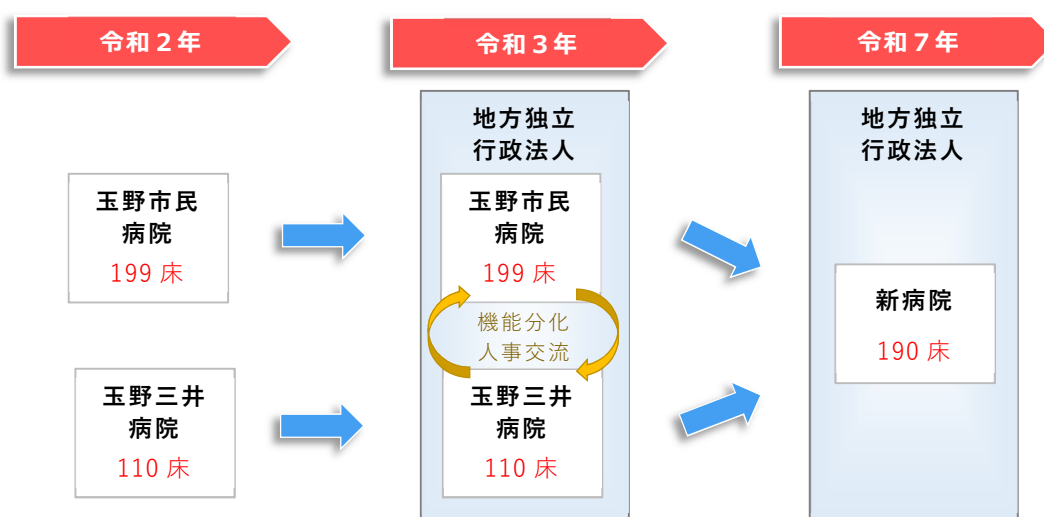 令和２年
令和３年
令和７年
玉野市民
病院
199 床
玉野三井
病院
110 床
地方独立
行政法人
玉野市民
病院
199 床
機能分化
人事交流
玉野三井
病院
110 床
地方独立
行政法人
新病院
190 床